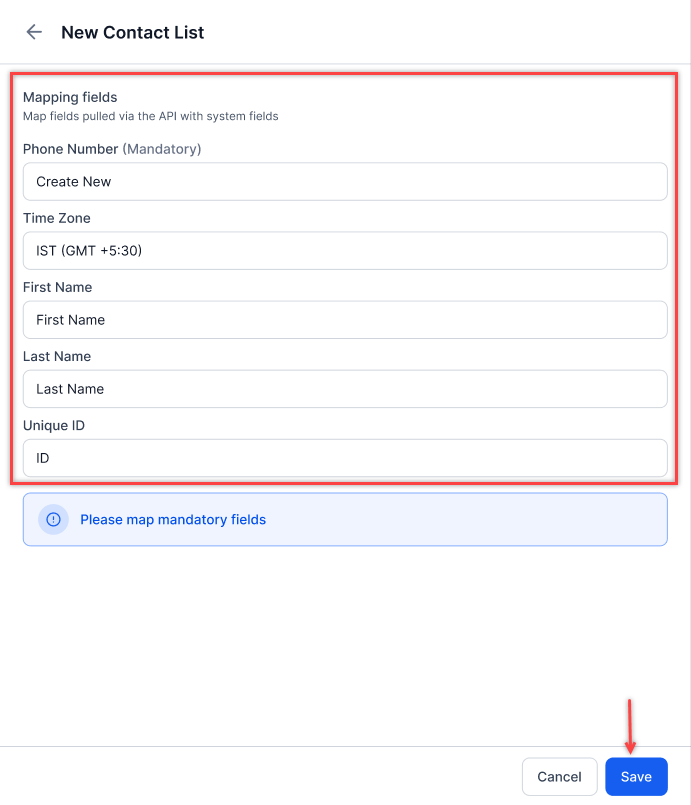 New Contact List
Mapping fields
Map fields pulled via the API with system fields
Phone Number (Mandatory)
Create New
Time Zone
IST (GMT +5:30)
First Name
First Name
Last Name
Last Name
Unique ID
ID
Please map mandatory fields
Cancel Save